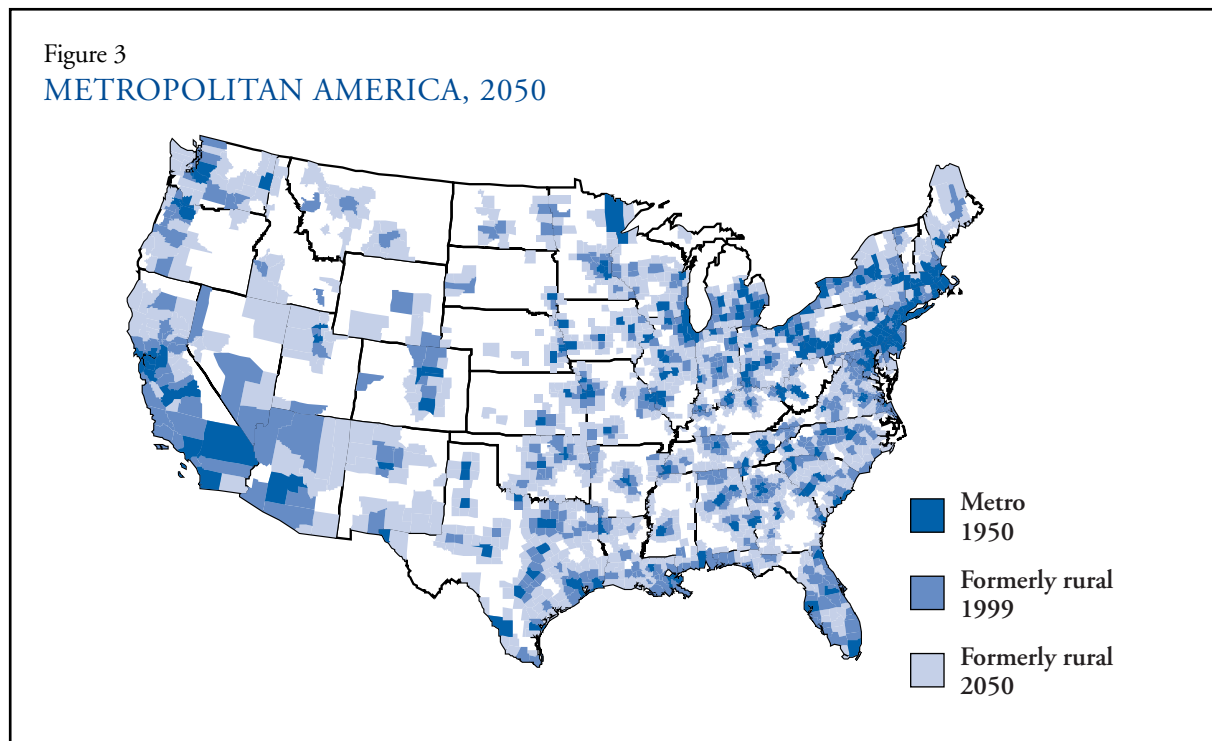 Figure 3
METROPOLITAN AMERICA, 2050
Metro
1950
Formerly rural
1999
Formerly rural
2050